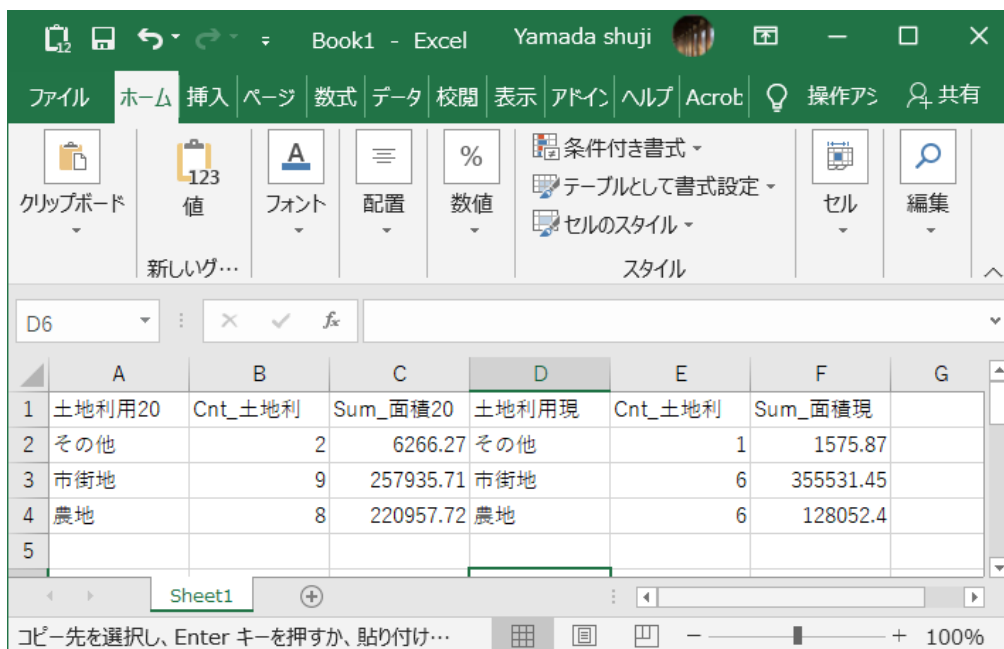 12 Book1 - Excel Yamada shuji
ファイル ホーム 挿入 ページ 数式 データ 校閲 表示 アドイン ヘルプ Acrob 操作アシ 共有
クリップボード 123 値 A フォント 配置 % 数値 条件付き書式 テーブルとして書式設定 セルのスタイル セル 編集
新しいグ… スタイル
D6 fx
A B C D E F G
1 土地利用20 Cnt_土地利 Sum_面積20 土地利用現 Cnt_土地利 Sum_面積現
2 その他 2 6266.27 その他 1 1575.87
3 市街地 9 257935.71 市街地 6 355531.45
4 農地 8 220957.72 農地 6 128052.4
5
Sheet1
コピー先を選択し、Enter キーを押すか、貼り付け… 100%